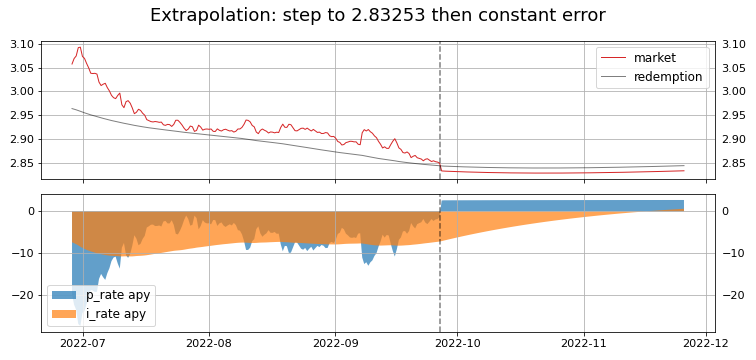 Extrapolation: step to 2.83253 then constant error
3.10 3.10
3.05 3.05
3.00 3.00
2.95 2.95
2.90 2.90
2.85 2.85
market
redemption
0 0
−10 −10
−20 −20
p_rate apy
i_rate apy
2022-07 2022-08 2022-09 2022-10 2022-11 2022-12